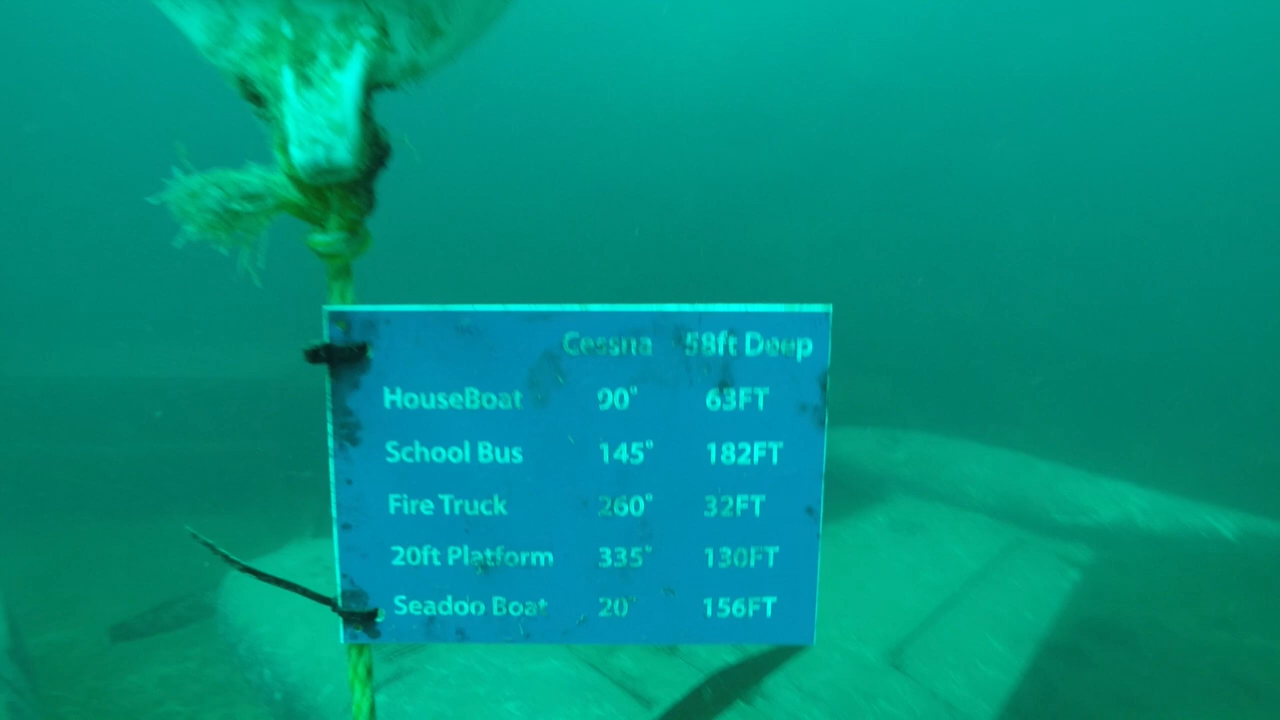 Cessna 58ft Deep
HouseBoat 90° 63FT
School Bus 145° 182FT
Fire Truck 260° 32FT
20ft Platform 335° 130FT
Seadoo Boat 20° 156FT